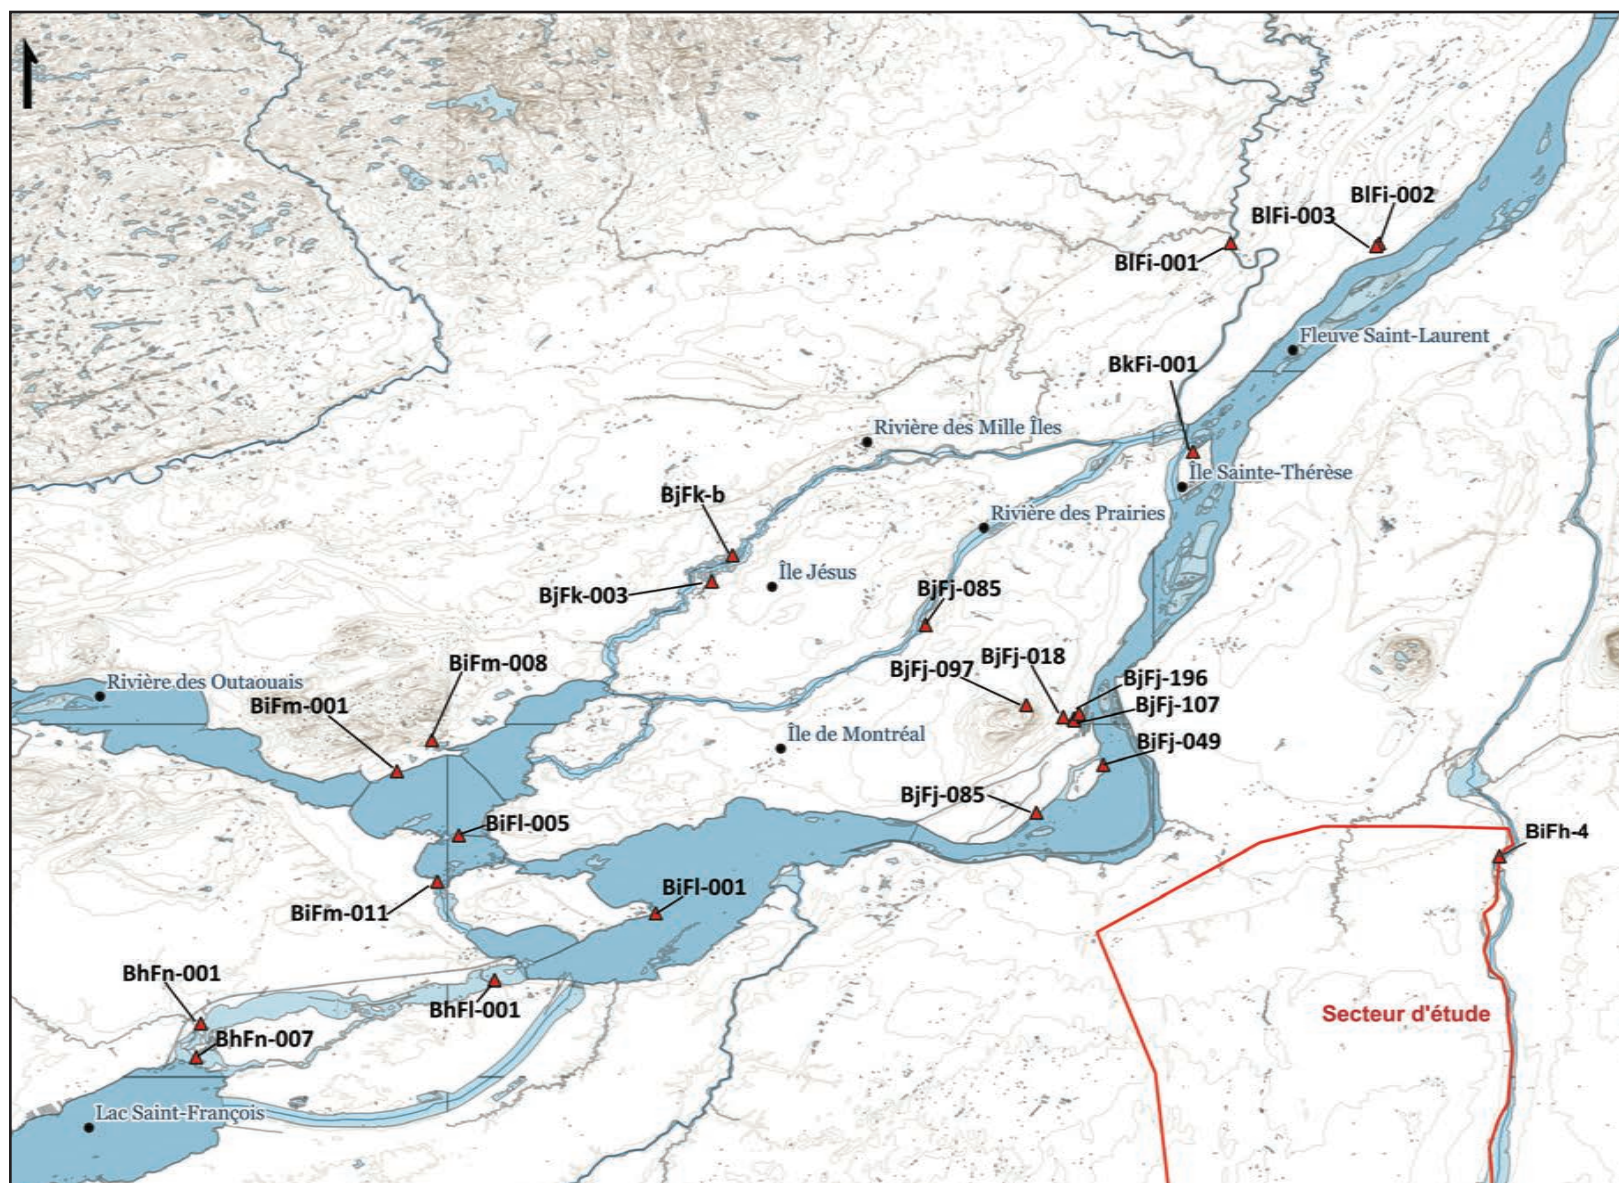 BlFi-002
BlFi-003
BlFi-001
Fleuve Saint-Laurent
BkFi-001
Rivière des Mille Îles
Île Sainte-Thérèse
BjFk-b
Rivière des Prairies
Île Jésus
BjFk-003
BjFj-085
BiFm-008
BjFj-018
BjFj-097
BjFj-196
Rivière des Outaouais
BiFm-001
BjFj-107
Île de Montréal
BiFj-049
BjFj-085
BiFl-005
BiFh-4
BiFl-001
BiFm-011
BhFn-001
BhFl-001
Secteur d'étude
BhFn-007
Lac Saint-François